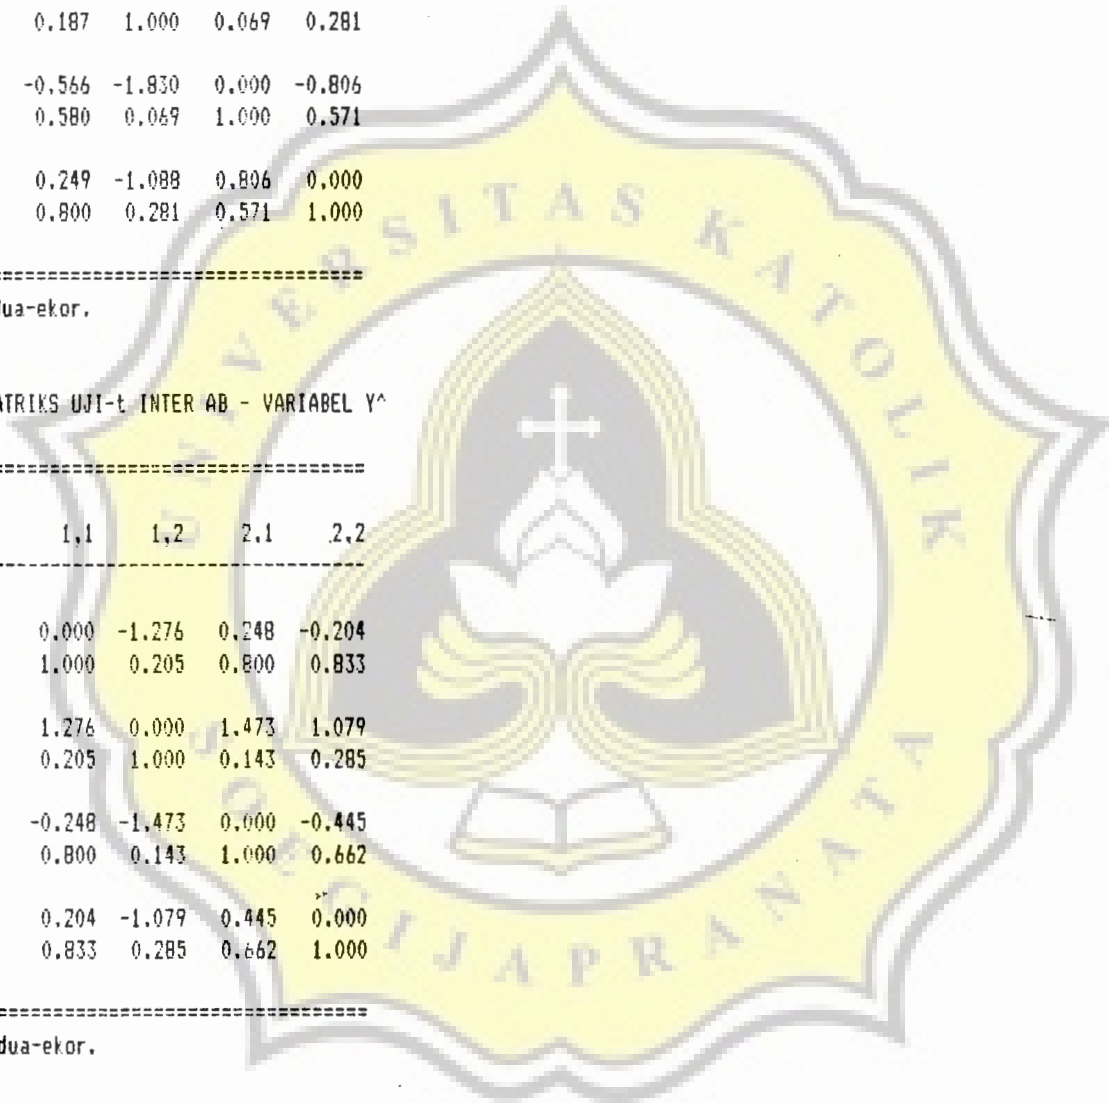 0.187 1.000 0.069 0.281
-0.566 -1.830 0.000 -0.806
0.580 0.069 1.000 0.571
0.249 -1.088 0.806 0.000
0.800 0.281 0.571 1.000
================================
dua-ekor.
ATRIKS UJI-t INTER AB - VARIABEL Y^
================================
1,1 1,2 2,1 2,2
--------------------------------
0.000 -1.276 0.248 -0.204
1.000 0.205 0.800 0.833
1.276 0.000 1.473 1.079
0.205 1.000 0.143 0.285
-0.248 -1.473 0.000 -0.445
0.800 0.143 1.000 0.662
0.204 -1.079 0.445 0.000
0.833 0.285 0.662 1.000
================================
dua-ekor.
UNIVERSITAS KATOLIK
SOEGIJAPRANATA